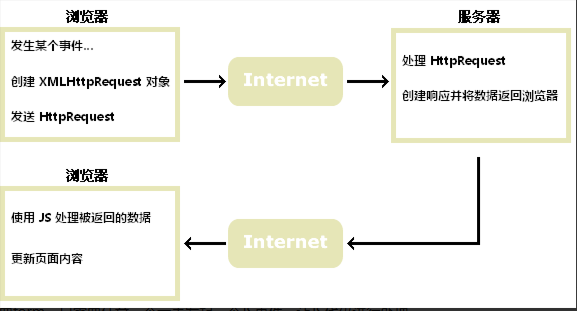 浏览器
发生某个事件...
创建 XMLHttpRequest 对象
发送 HttpRequest
Internet
服务器
处理 HttpRequest
创建响应并将数据返回浏览器
浏览器
使用 JS 处理被返回的数据
更新页面内容
Internet